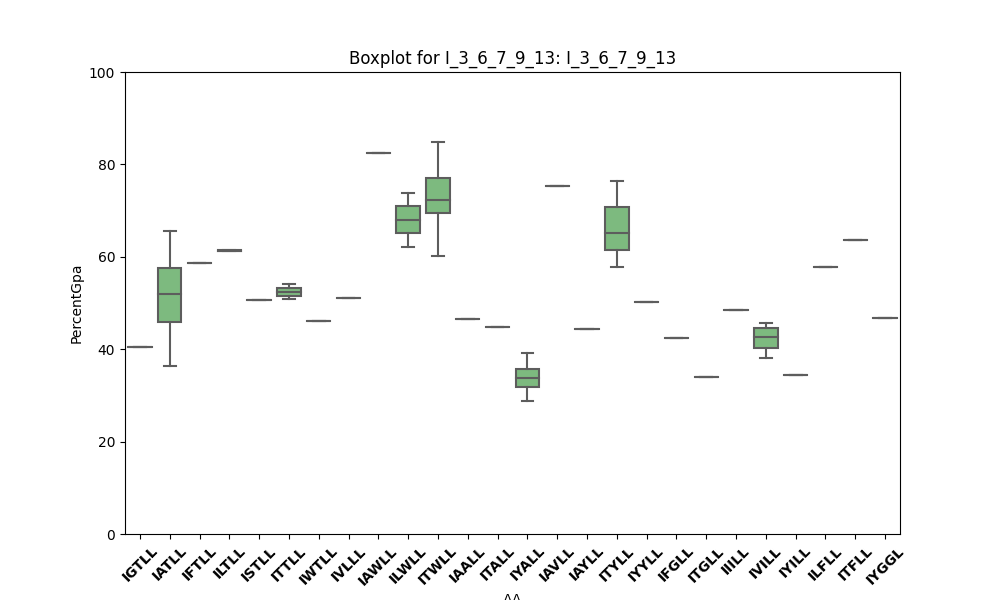 Boxplot for I_3_6_7_9_13: I_3_6_7_9_13
100
80
60
40
20
0
PercentGpa
IGTLL
IATLL
IFTLL
ILTLL
ISTLL
ITTLL
IWTLL
IVLLL
IAWLL
ILWLL
ITWLL
IAALL
ITALL
IYALL
IAVLL
IAYLL
ITYLL
IYYLL
IFGLL
ITGLL
IIILL
IVILL
IYILL
ILFLL
ITFLL
IYGGL
AA